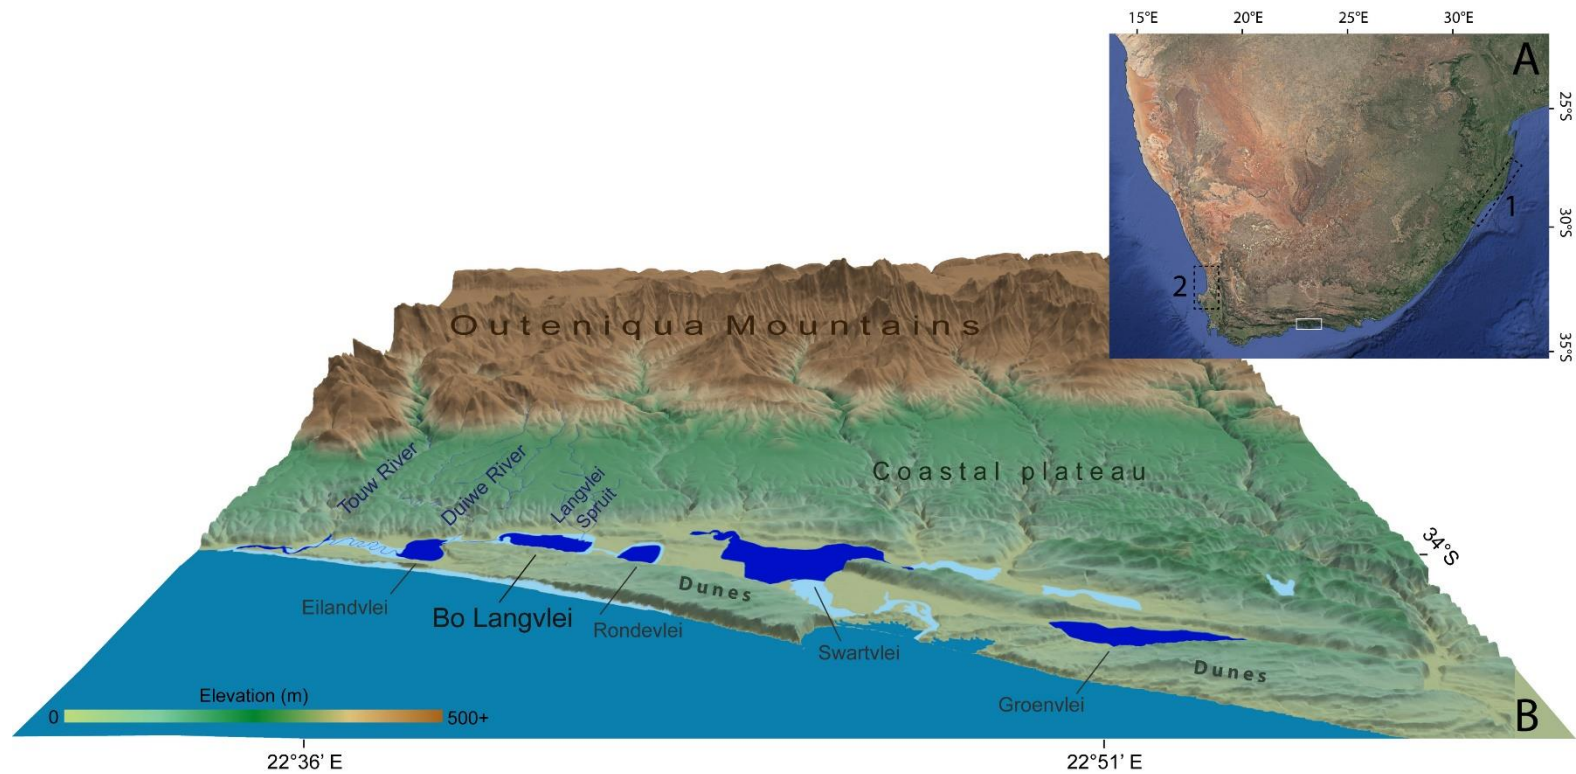 15°E 20°E 25°E 30°E
A
25°S
1
30°S
2
35°S
Outeniqua Mountains
Coastal plateau
Touw River
Duiwe River
Langvlei
Spruit
34°S
Eilandvlei
Bo Langvlei
Rondevlei
Dunes
Swartvlei
Dunes
Groenvlei
Elevation (m)
0 500+
B
22°36’ E 22°51’ E